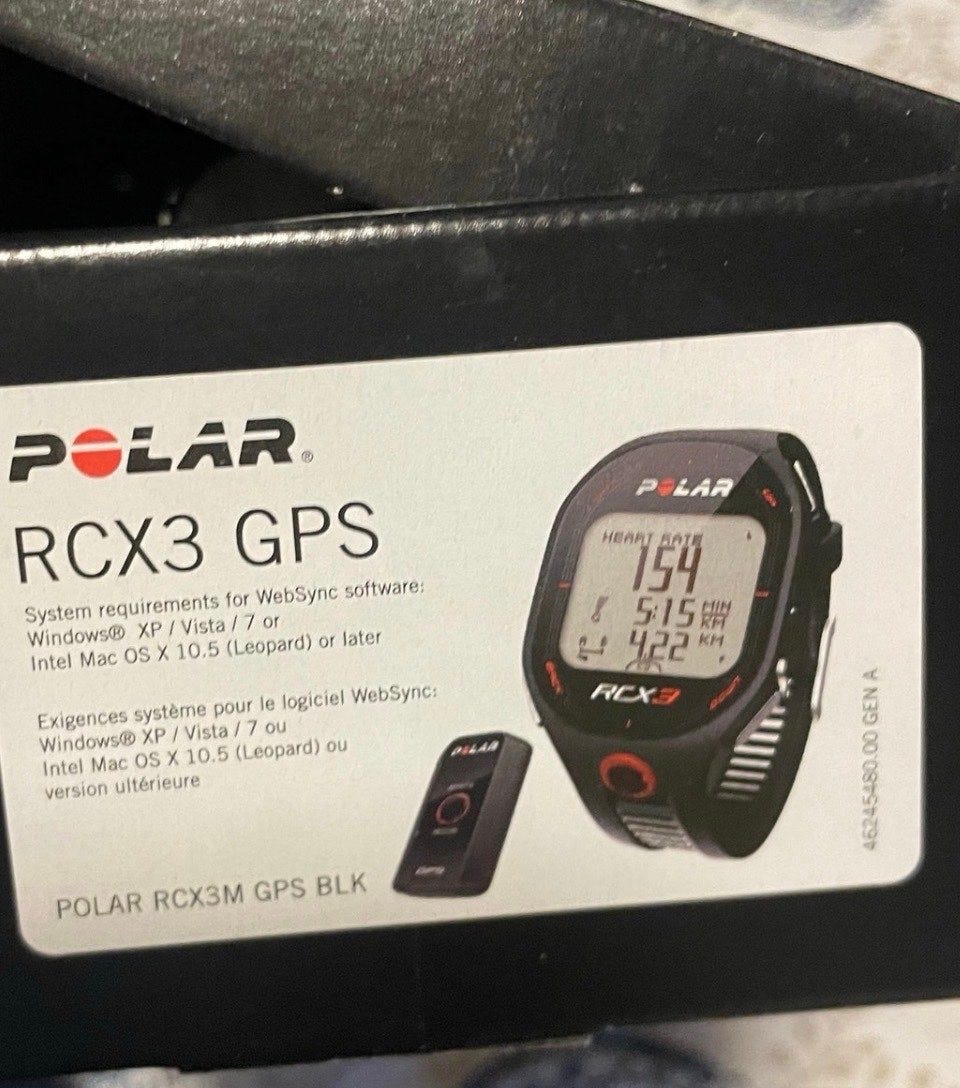 POLAR®
RCX3 GPS
System requirements for WebSync software:
Windows® XP / Vista / 7 or
Intel Mac OS X 10.5 (Leopard) or later
Exigences système pour le logiciel WebSync:
Windows® XP / Vista / 7 ou
Intel Mac OS X 10.5 (Leopard) ou
version ultérieure
POLAR RCX3M GPS BLK
POLAR
HEART RATE
154
5:15 MIN KM
4.22 KM
RCX3
POLAR
46245480.00 GEN A